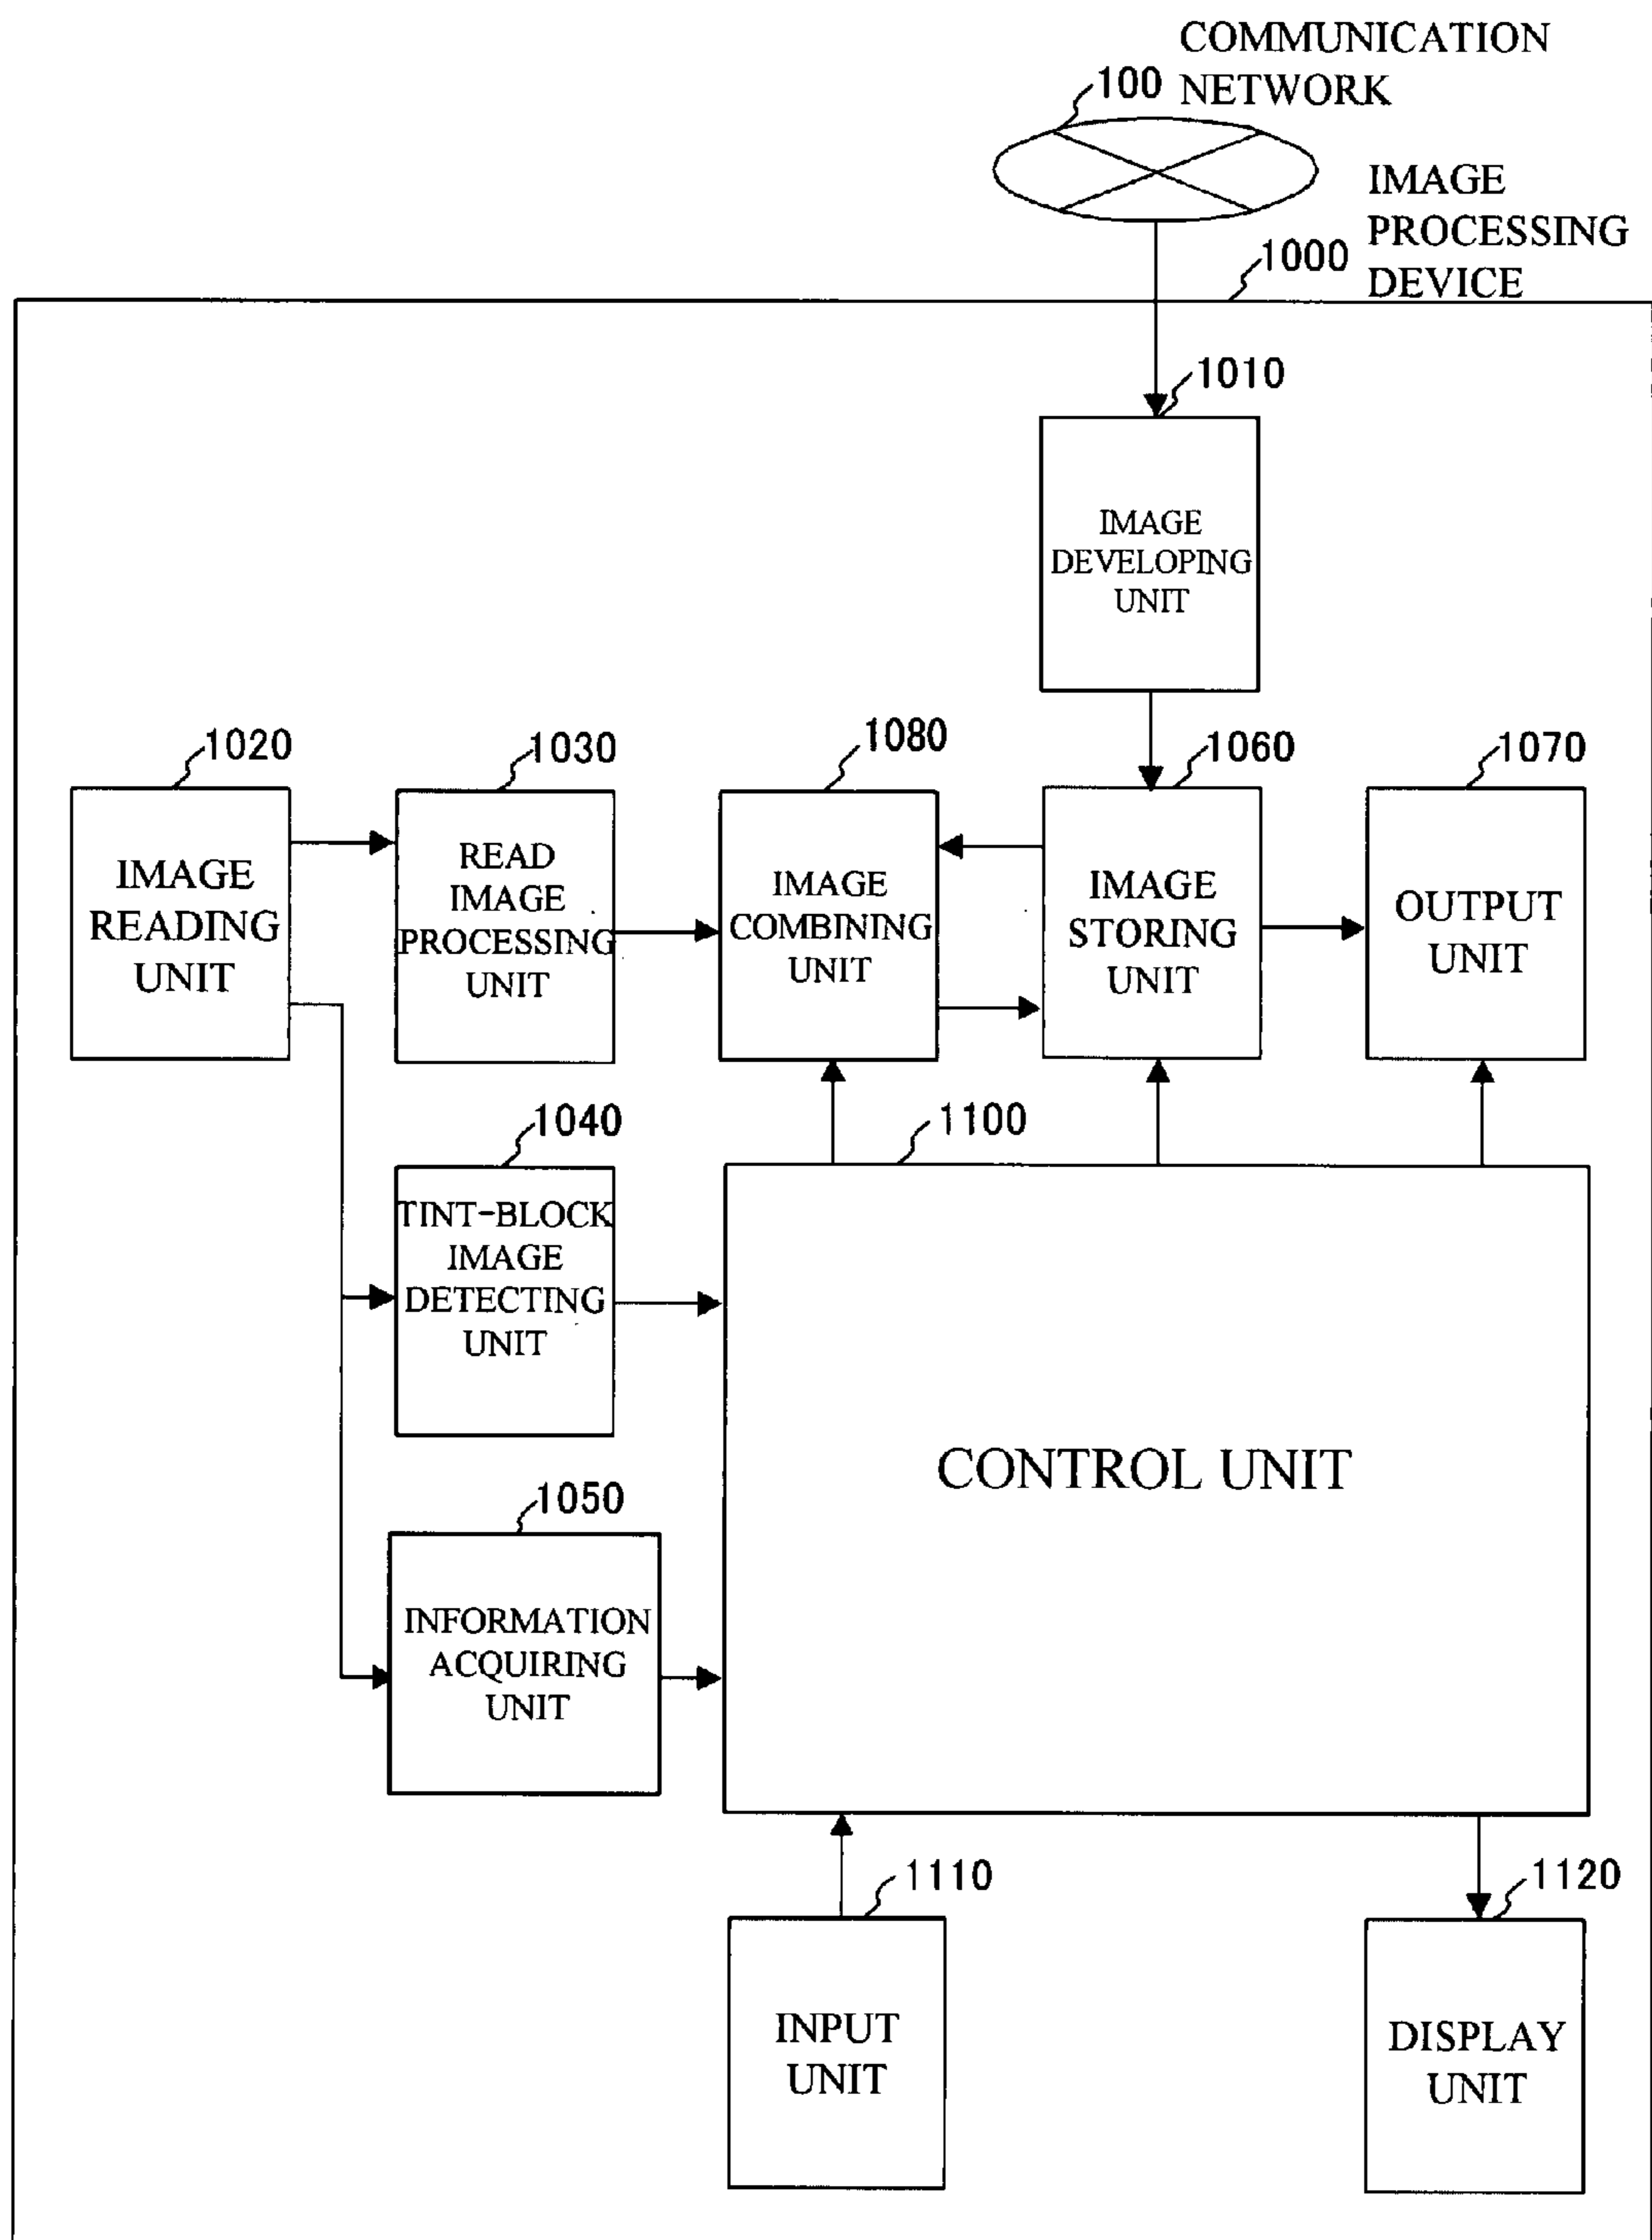 COMMUNICATION
100 NETWORK
IMAGE
PROCESSING
1000 DEVICE
1010
IMAGE
DEVELOPING
UNIT
1020
IMAGE
READING
UNIT
1030
READ
IMAGE
PROCESSING
UNIT
1080
IMAGE
COMBINING
UNIT
1060
IMAGE
STORING
UNIT
1070
OUTPUT
UNIT
1040
TINT-BLOCK
IMAGE
DETECTING
UNIT
1100
CONTROL UNIT
1050
INFORMATION
ACQUIRING
UNIT
1110
INPUT
UNIT
1120
DISPLAY
UNIT